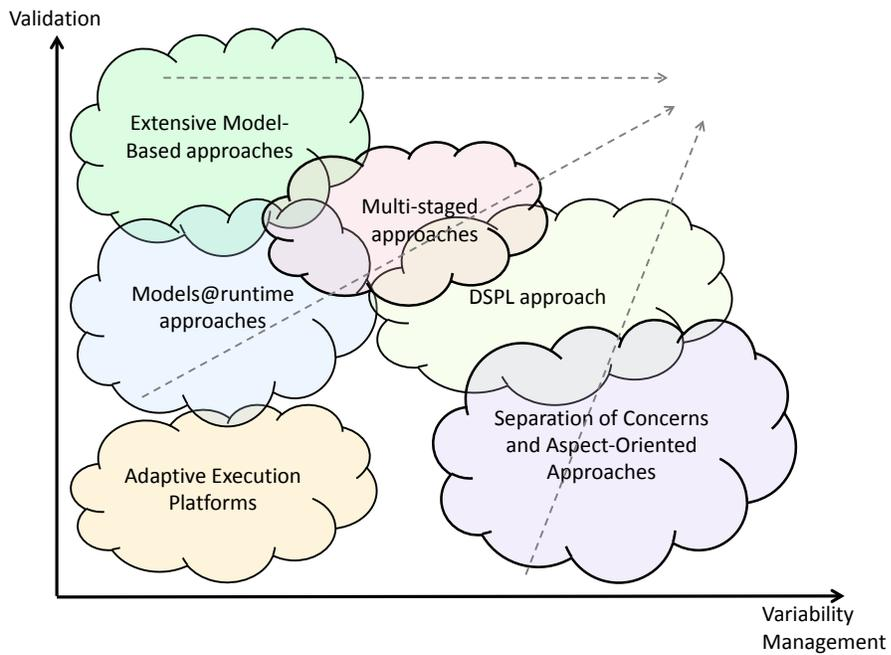 Validation
Extensive Model-
Based approaches
Multi-staged
approaches
Models@runtime
approaches
DSPL approach
Separation of Concerns
and Aspect-Oriented
Approaches
Adaptive Execution
Platforms
Variability
Management